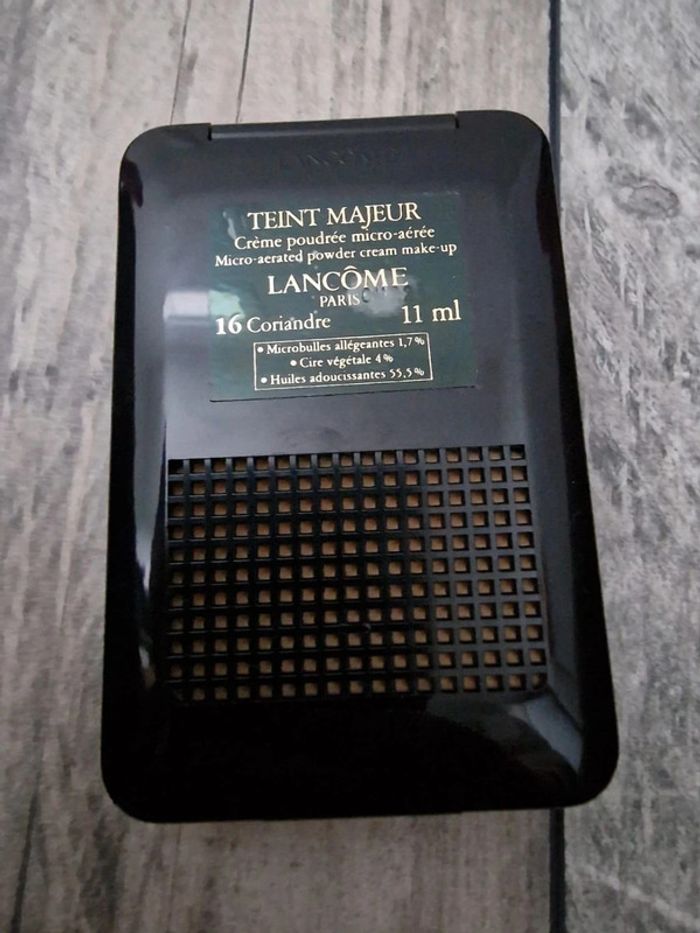 LANCÔME
TEINT MAJEUR
Crème poudrée micro-aérée
Micro-aerated powder cream make-up
LANCÔME
PARIS
16 Coriandre 11 ml
• Microbulles allégeantes 1,7%
• Cire végétale 4%
• Huiles adoucissantes 55,5%